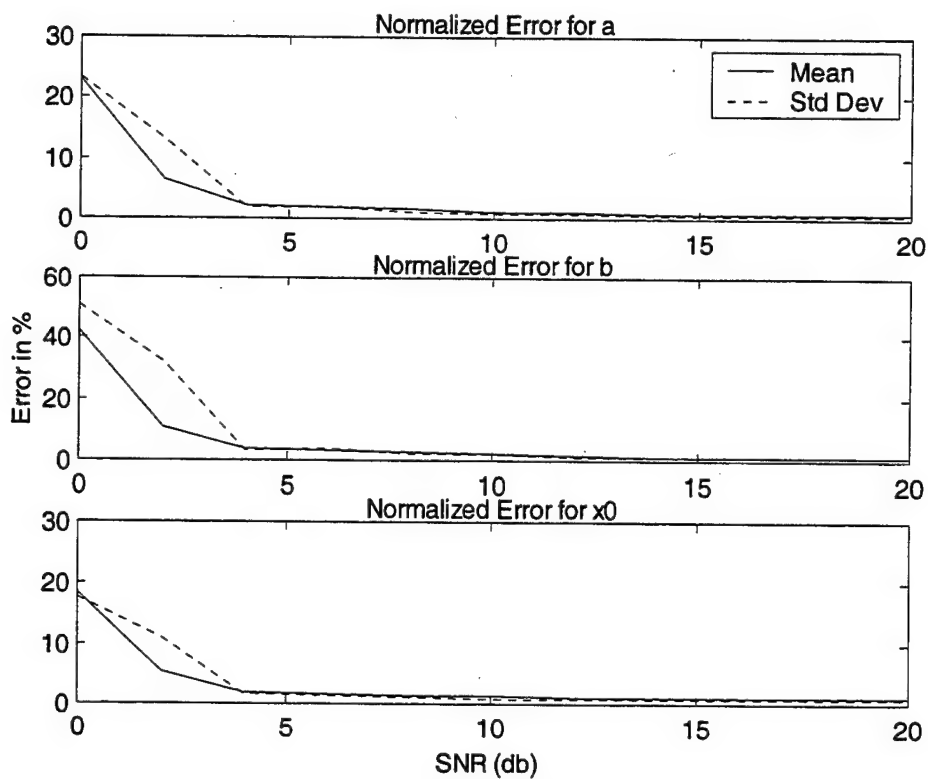 Normalized Error for a
30
20
10
0
Mean
Std Dev
0 5 10 15 20
Normalized Error for b
60
40
20
0
0 5 10 15 20
Error in %
Normalized Error for x0
30
20
10
0
0 5 10 15 20
SNR (db)